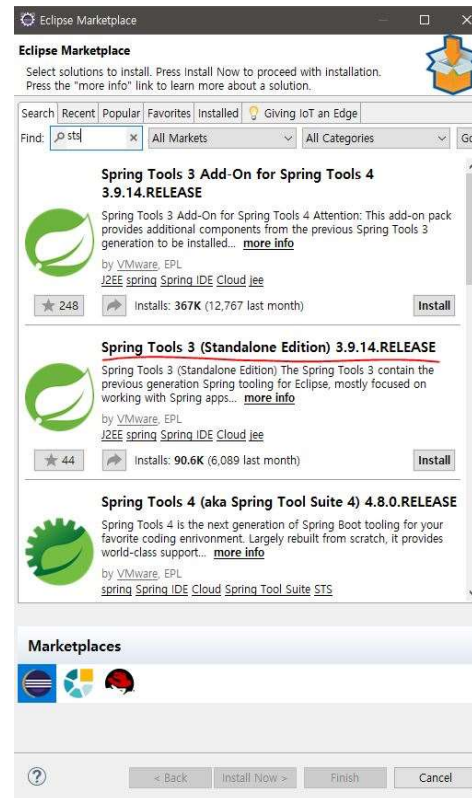 Eclipse Marketplace
Eclipse Marketplace
Select solutions to install. Press Install Now to proceed with installation.
Press the "more info" link to learn more about a solution.
Search Recent Popular Favorites Installed Giving IoT an Edge
Find: sts All Markets All Categories Go
Spring Tools 3 Add-On for Spring Tools 4
3.9.14.RELEASE
Spring Tools 3 Add-On for Spring Tools 4 Attention: This add-on pack
provides additional components from the previous Spring Tools 3
generation to be installed... more info
by VMware, EPL
J2EE spring Spring IDE Cloud jee
248 Installs: 367K (12,767 last month) Install
Spring Tools 3 (Standalone Edition) 3.9.14.RELEASE
Spring Tools 3 (Standalone Edition) The Spring Tools 3 contain the
previous generation Spring tooling for Eclipse, mostly focused on
working with Spring apps... more info
by VMware, EPL
J2EE spring Spring IDE Cloud jee
44 Installs: 90.6K (6,089 last month) Install
Spring Tools 4 (aka Spring Tool Suite 4) 4.8.0.RELEASE
Spring Tools 4 is the next generation of Spring Boot tooling for your
favorite coding enrivonment. Largely rebuilt from scratch, it provides
world-class support... more info
by VMware, EPL
spring Spring IDE Cloud Spring Tool Suite STS
Marketplaces
? < Back Install Now > Finish Cancel